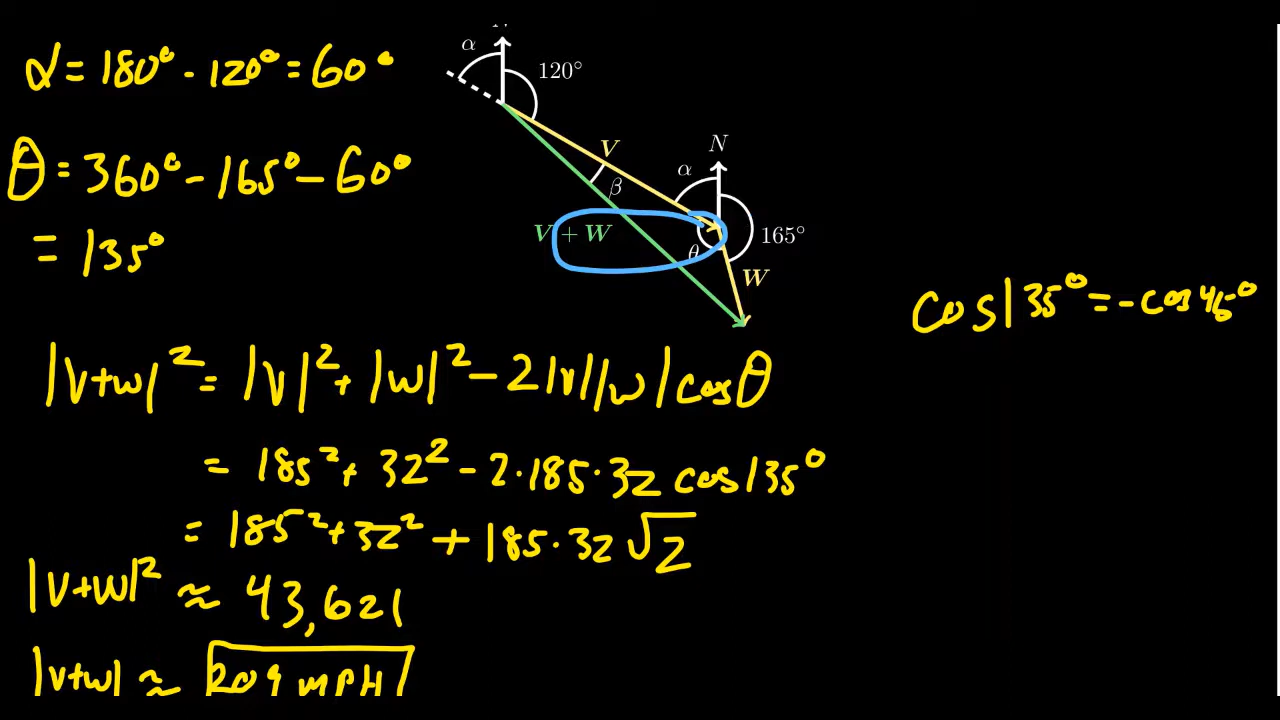 α = 180° - 120° = 60°
θ = 360° - 165° - 60°
= 135°
N
α
120°
V
β
N
α
165°
V + W
θ
W
cos 135° = - cos 45°
|V+W|² = |V|² + |W|² - 2|V||W| cos θ
= 185² + 32² - 2·185·32 cos 135°
= 185² + 32² + 185·32 √2
|V+W|² ≈ 43,621
|V+W| ≈ 209 MPH